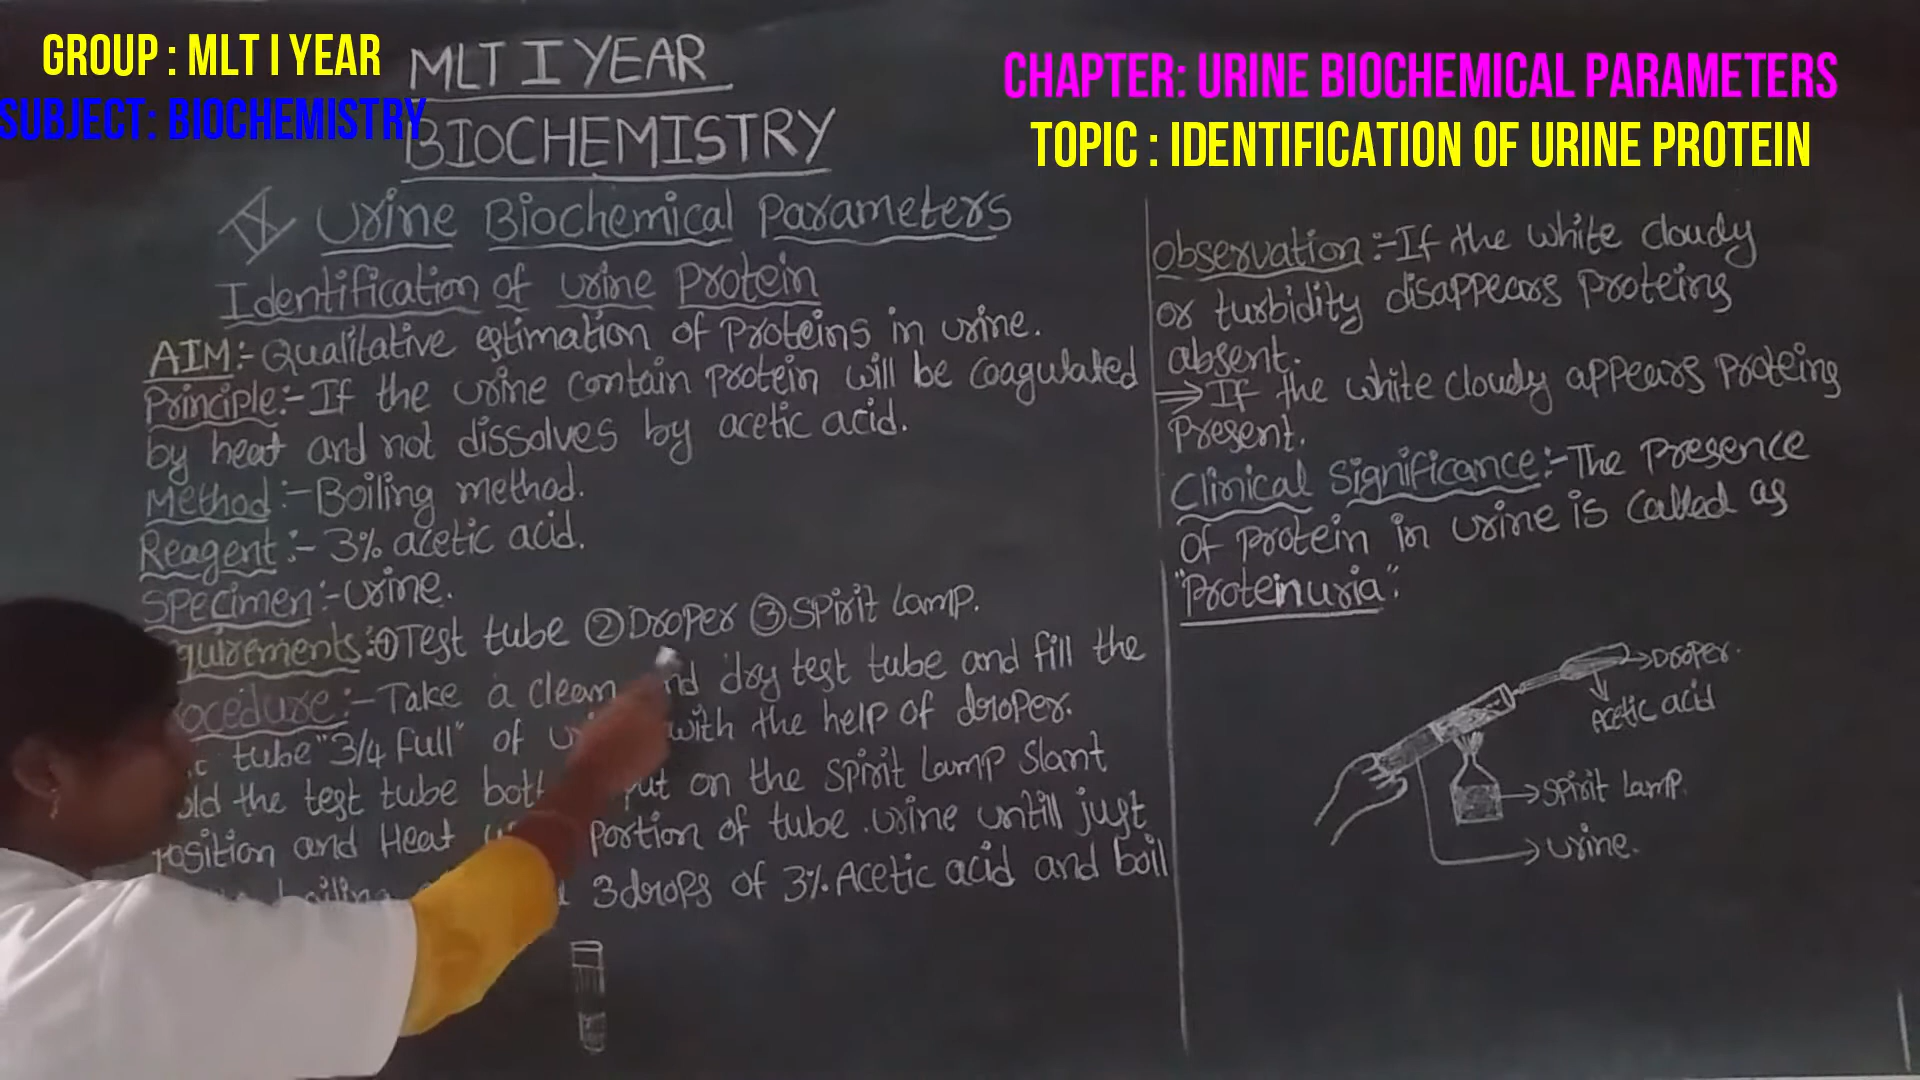 GROUP : MLT I YEAR
SUBJECT: BIOCHEMISTRY
CHAPTER: URINE BIOCHEMICAL PARAMETERS
TOPIC : IDENTIFICATION OF URINE PROTEIN
MLT I YEAR
BIOCHEMISTRY
IX Urine Biochemical Parameters
Identification of urine Protein
AIM:- Qualitative estimation of Proteins in urine.
Principle:- If the urine contain protein will be coagulated
by heat and not dissolves by acetic acid.
Method:- Boiling method.
Reagent:- 3% acetic acid.
Specimen:- urine.
quirements:- ①Test tube ②Droper ③Spirit Lamp.
ocedure:- Take a clean and dry test tube and fill the
tube "3/4 full" of with the help of droper.
old the test tube put on the spirit Lamp Slant
position and Heat portion of tube. urine untill just
boiling 3drops of 3% Acetic acid and boil
observation:- If the white cloudy
or turbidity disappears proteins
absent.
⇒ If the white cloudy appears proteins
Present.
Clinical Significance:- The Presence
of protein in urine is called as
"Proteinuria".
Droper.
Acetic acid
Spirit Lamp.
urine.